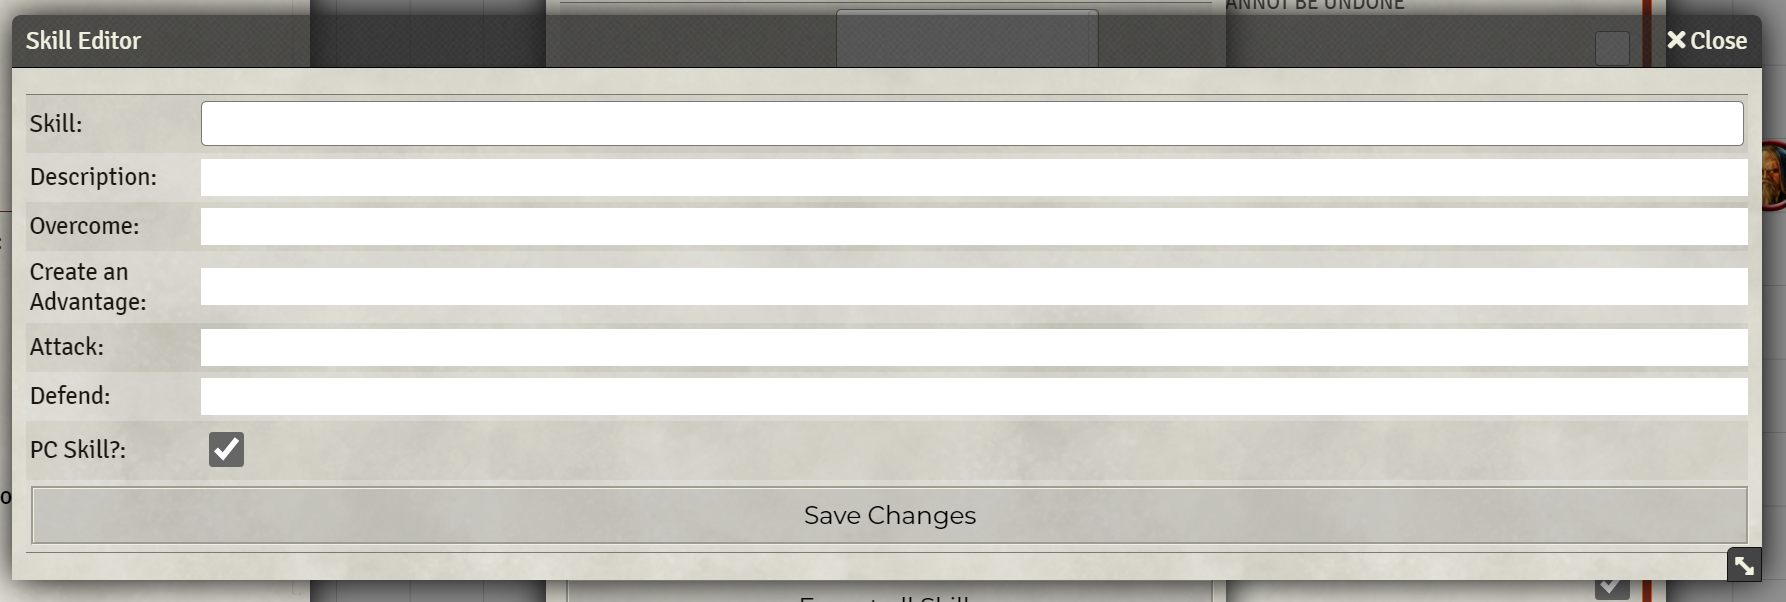 ANNOT BE UNDONE
Skill Editor
Close
Skill:
Description:
Overcome:
Create an
Advantage:
Attack:
Defend:
PC Skill?:
Save Changes